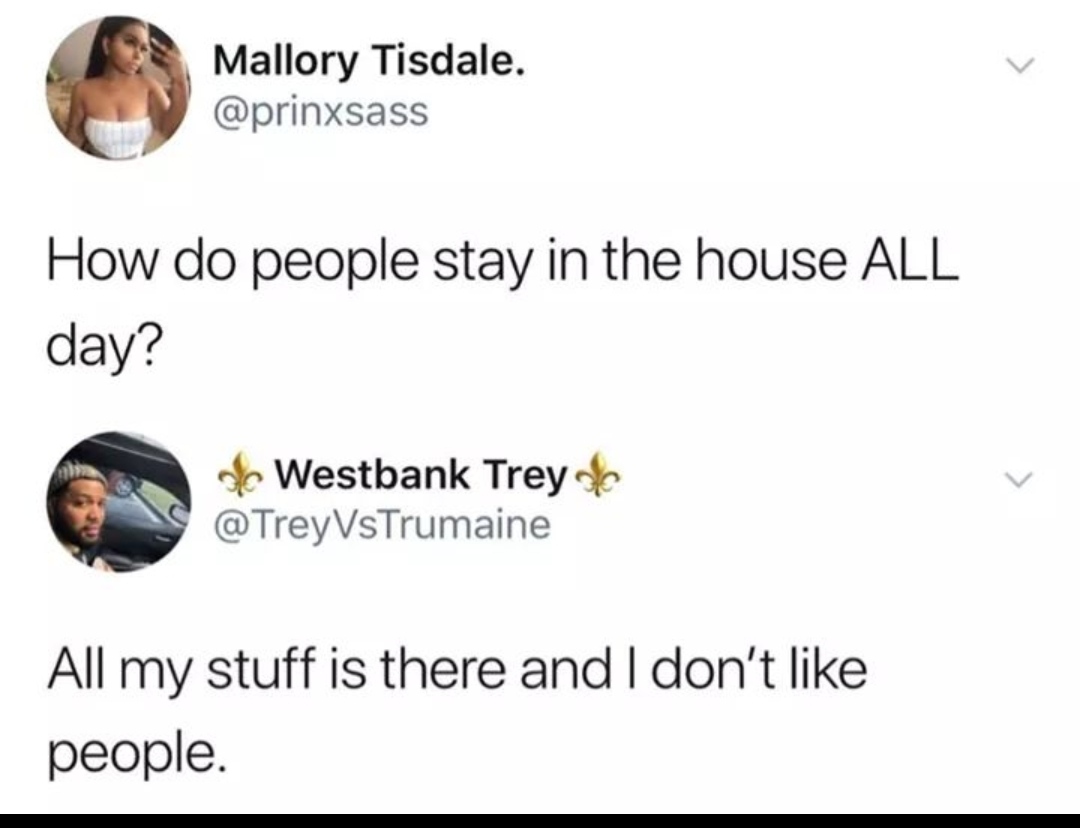 Mallory Tisdale.
@prinxsass
How do people stay in the house ALL
day?
⚜️ Westbank Trey ⚜️
@TreyVsTrumaine
All my stuff is there and I don't like
people.